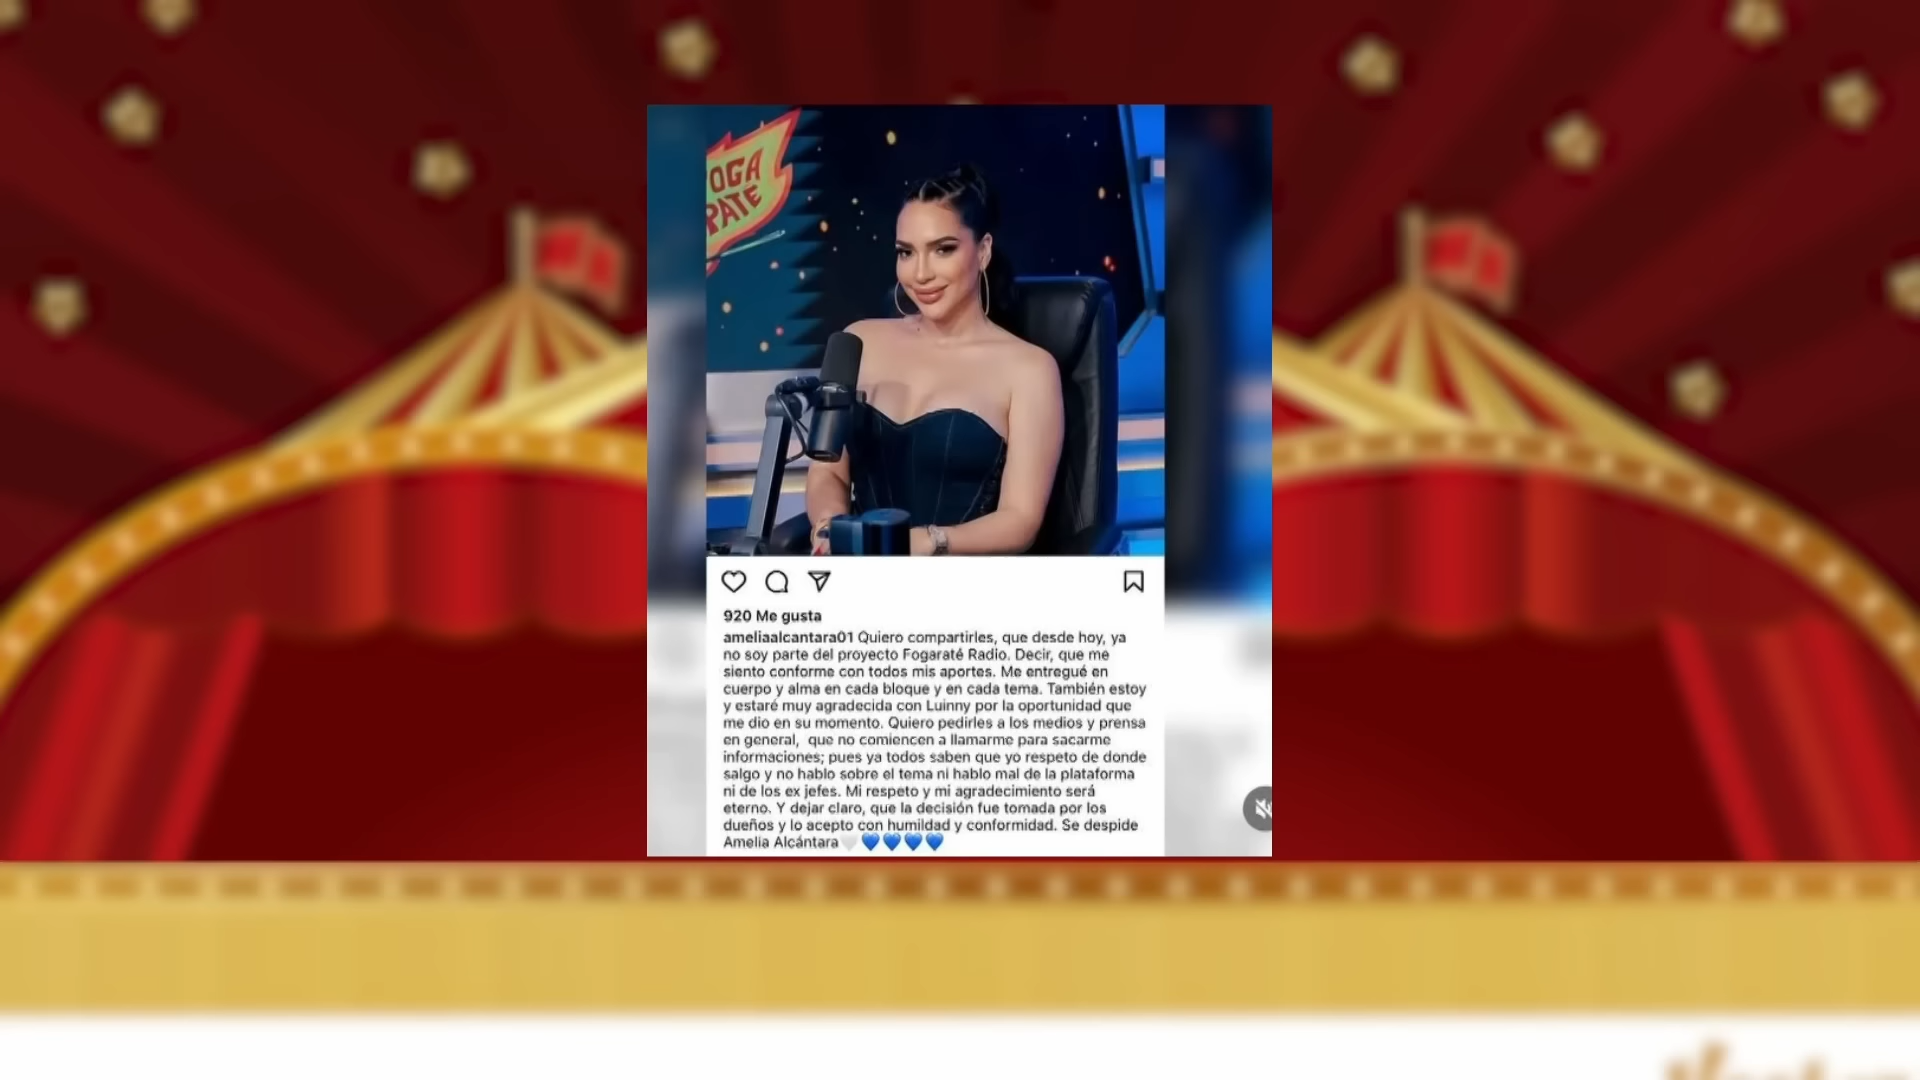 OGA
RATE
920 Me gusta
ameliaalcantara01 Quiero compartirles, que desde hoy, ya
no soy parte del proyecto Fogaraté Radio. Decir, que me
siento conforme con todos mis aportes. Me entregué en
cuerpo y alma en cada bloque y en cada tema. También estoy
y estaré muy agradecida con Luinny por la oportunidad que
me dio en su momento. Quiero pedirles a los medios y prensa
en general,  que no comiencen a llamarme para sacarme
informaciones; pues ya todos saben que yo respeto de donde
salgo y no hablo sobre el tema ni hablo mal de la plataforma
ni de los ex jefes. Mi respeto y mi agradecimiento será
eterno. Y dejar claro, que la decisión fue tomada por los
dueños y lo acepto con humildad y conformidad. Se despide
Amelia Alcántara🤍💙💙💙💙